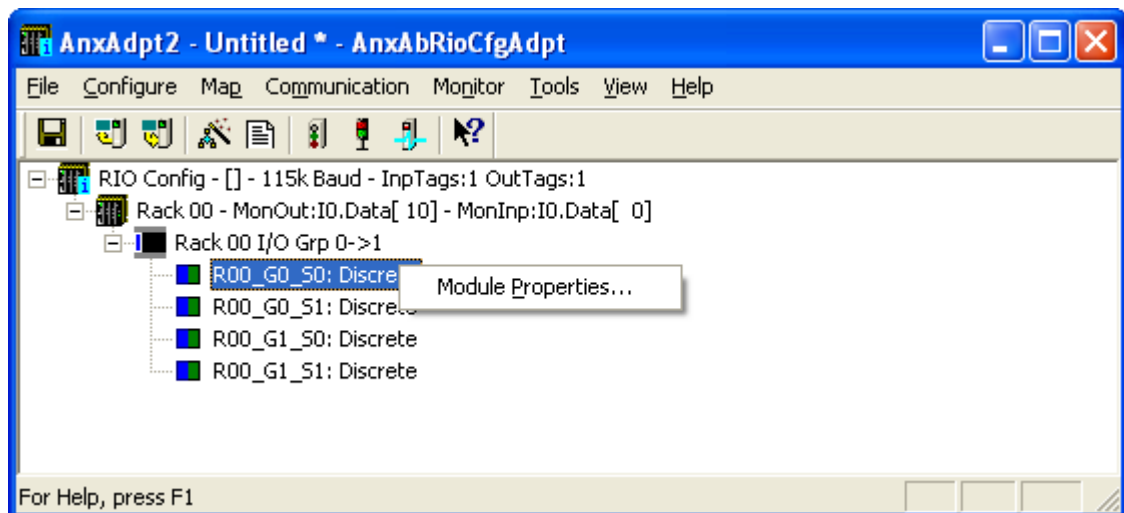 AnxAdpt2 - Untitled * - AnxAbRioCfgAdpt
File Configure Map Communication Monitor Tools View Help
RIO Config - [] - 115k Baud - InpTags:1 OutTags:1
Rack 00 - MonOut:I0.Data[ 10] - MonInp:I0.Data[  0]
Rack 00 I/O Grp 0->1
R00_G0_S0: Discre
Module Properties...
R00_G0_S1: Discrete
R00_G1_S0: Discrete
R00_G1_S1: Discrete
For Help, press F1